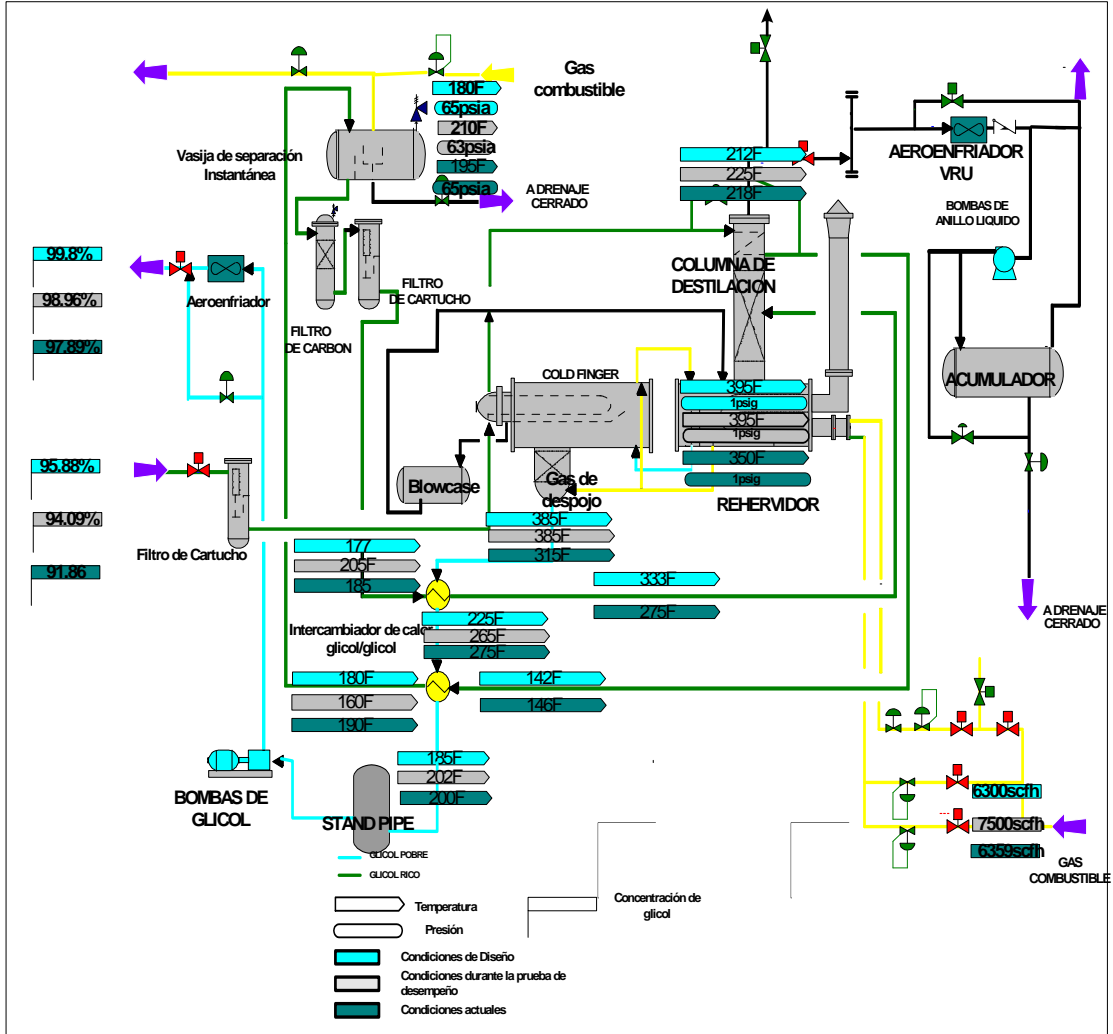 Gas
combustible
180F
65psia
210F
63psia
195F
65psia
Vasija de separación
Instantánea
A DRENAJE
CERRADO
212F
225F
218F
AEROENFRIADOR
VRU
BOMBAS DE
ANILLO LIQUIDO
99.8%
98.96%
97.89%
Aeroenfriador
FILTRO
DE CARTUCHO
FILTRO
DE CARBON
COLUMNA DE
DESTILACION
COLD FINGER
ACUMULADOR
395F
1psig
395F
1psig
350F
1psig
REHERVIDOR
95.88%
94.09%
91.86
Filtro de Cartucho
Blowcase
Gas de
despojo
385F
385F
315F
177
205F
185
333F
275F
225F
265F
275F
Intercambiador de calor
glicol/glicol
180F
160F
190F
142F
146F
A DRENAJE
CERRADO
185F
202F
200F
BOMBAS DE
GLICOL
STAND PIPE
6300scfh
7500scfh
6359scfh
GAS
COMBUSTIBLE
GLICOL POBRE
GLICOL RICO
Temperatura
Presión
Concentración de
glicol
Condiciones de Diseño
Condiciones durante la prueba de
desempeño
Condiciones actuales